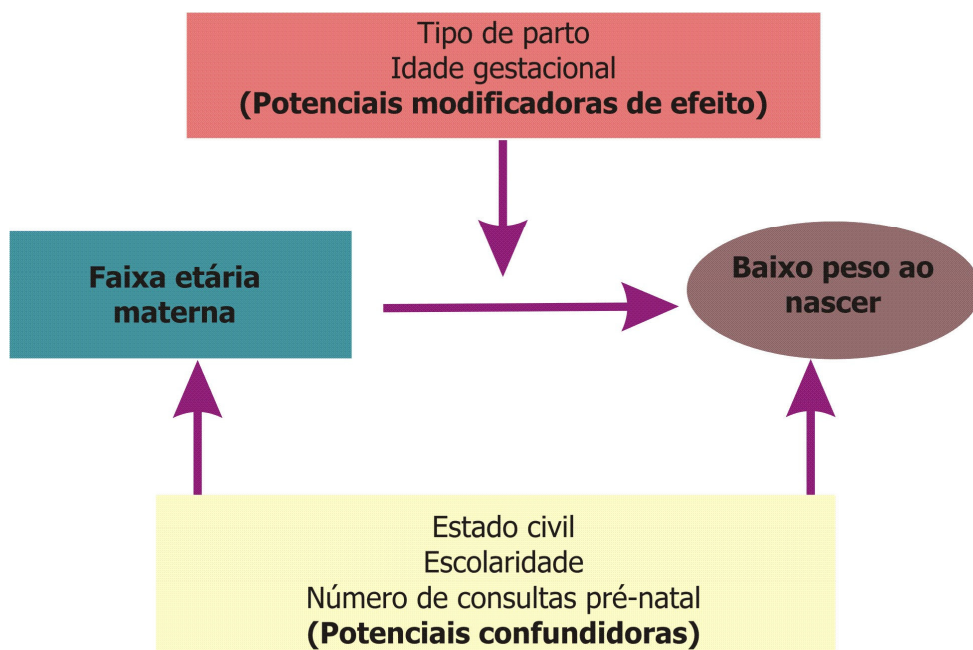 Tipo de parto
Idade gestacional
(Potenciais modificadoras de efeito)
Faixa etária
materna
Baixo peso ao
nascer
Estado civil
Escolaridade
Número de consultas pré-natal
(Potenciais confundidoras)